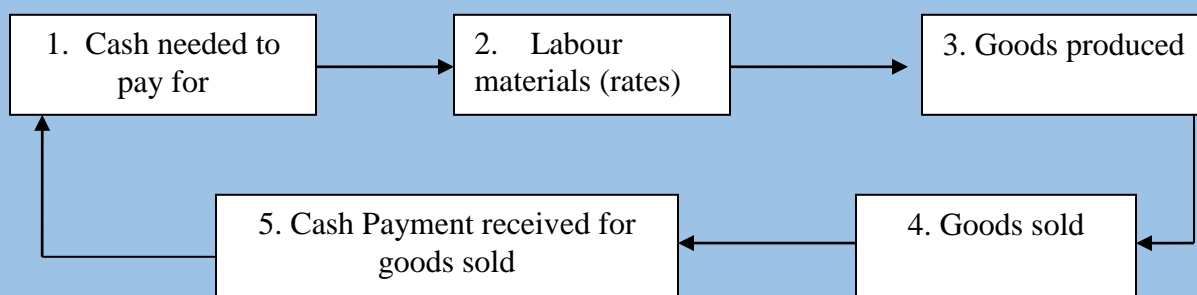 1. Cash needed to
pay for
2. Labour
materials (rates)
3. Goods produced
4. Goods sold
5. Cash Payment received for
goods sold